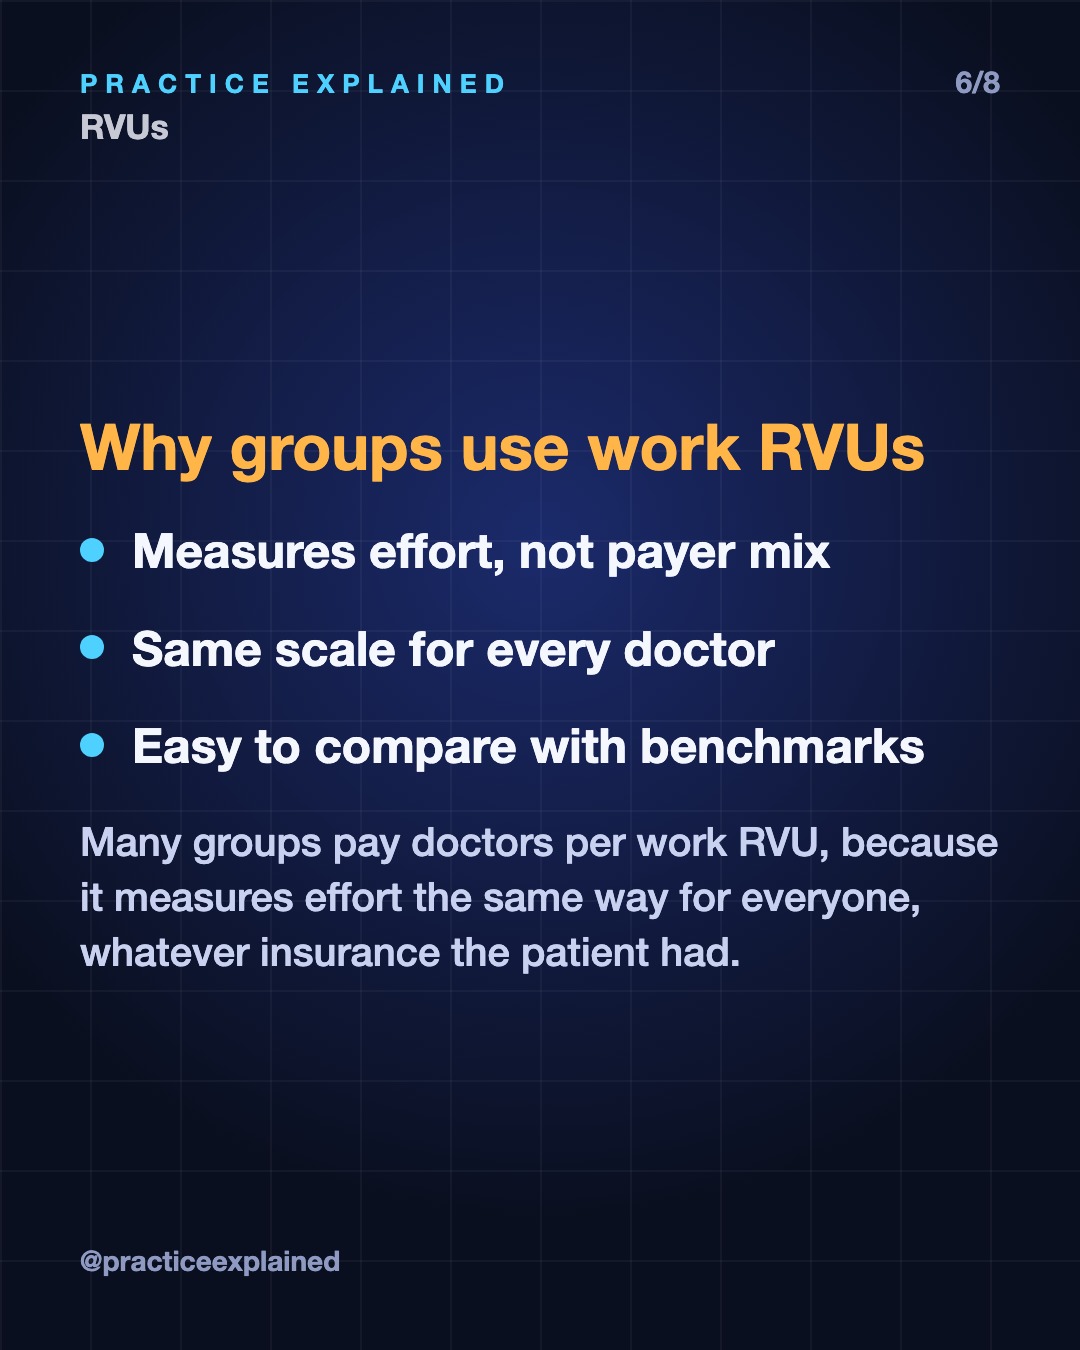 PRACTICE EXPLAINED
6/8
RVUs
Why groups use work RVUs
Measures effort, not payer mix
Same scale for every doctor
Easy to compare with benchmarks
Many groups pay doctors per work RVU, because
it measures effort the same way for everyone,
whatever insurance the patient had.
@practiceexplained